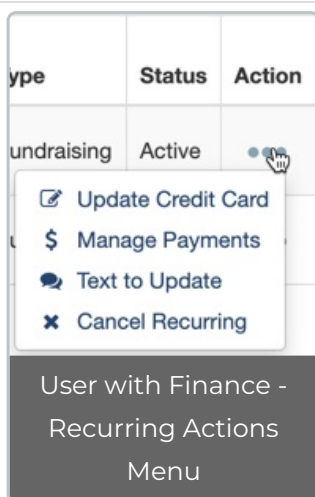 ype Status Action
undraising Active
Update Credit Card
$ Manage Payments
Text to Update
Cancel Recurring
User with Finance -
Recurring Actions
Menu